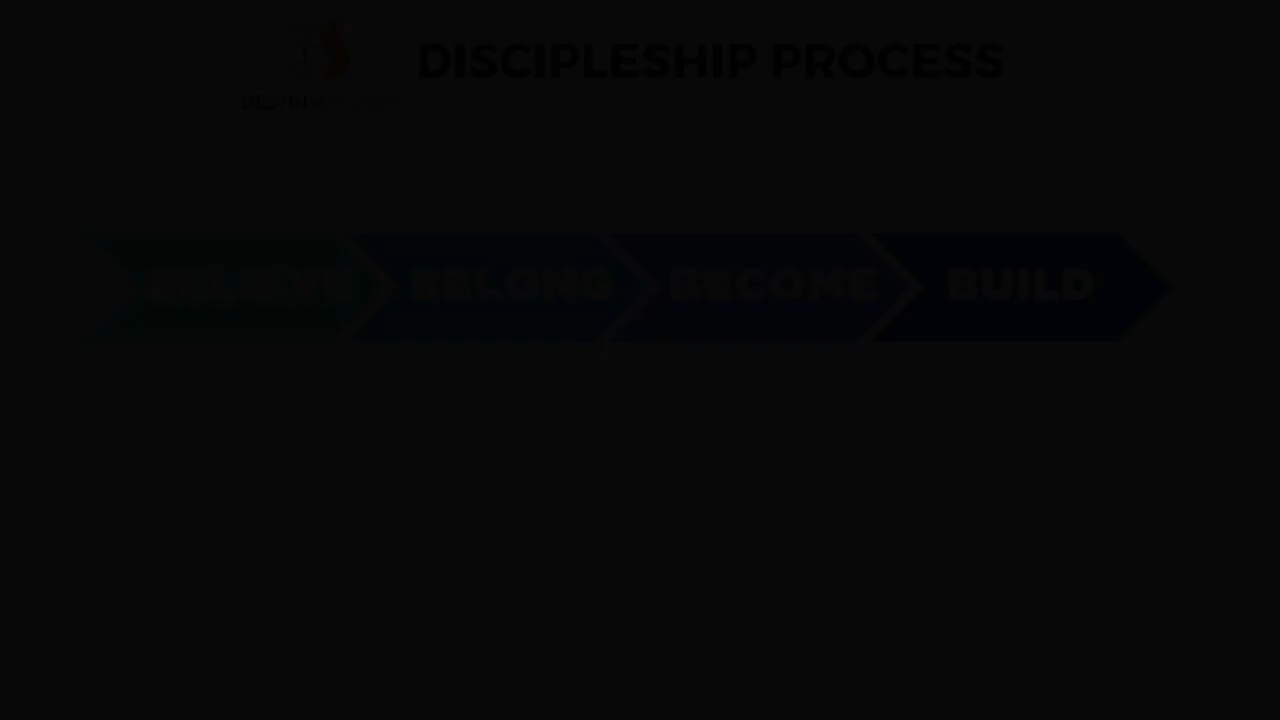 DISCIPLESHIP PROCESS
BELIEVE
BELONG
BECOME
BUILD